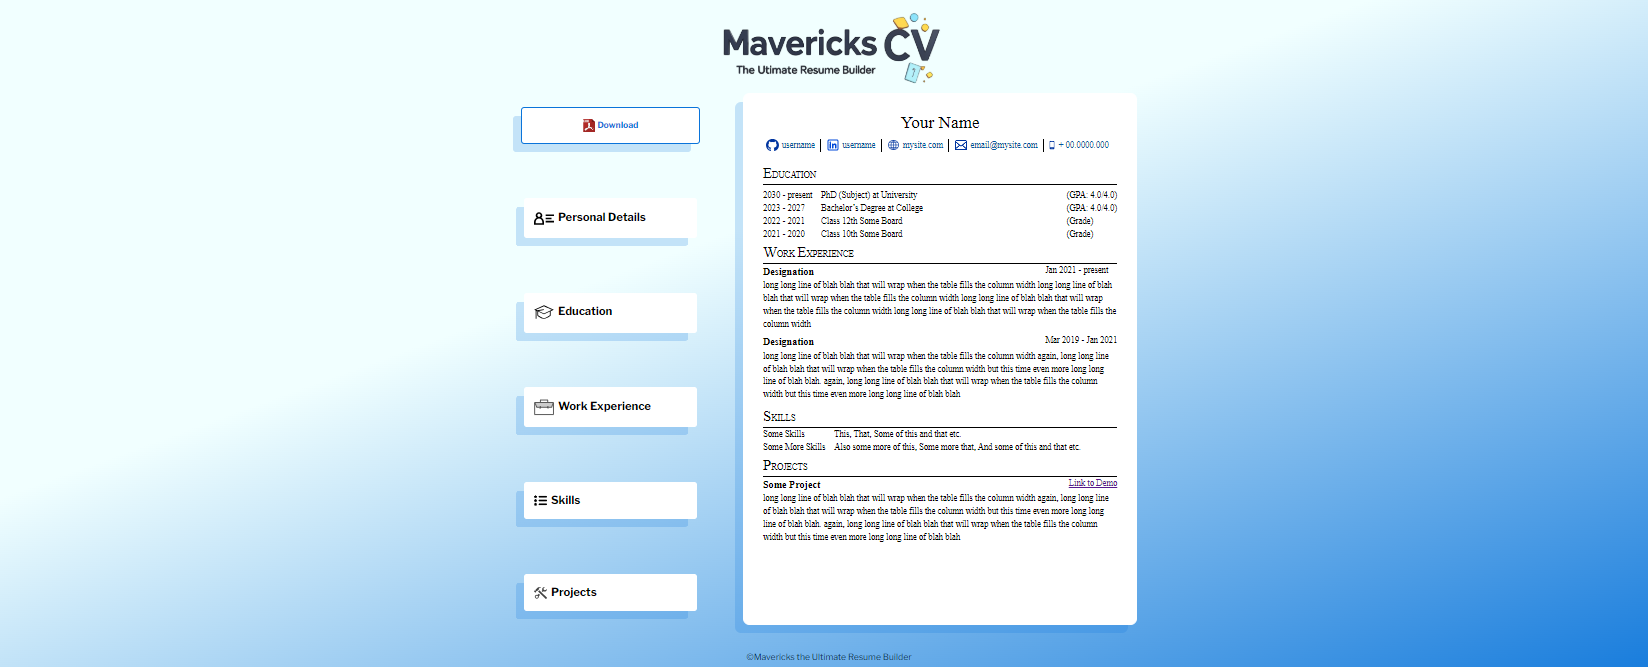 Mavericks CV
The Utimate Resume Builder
Download
Personal Details
Education
Work Experience
Skills
Projects
Your Name
username | username | mysite.com | email@mysite.com | + 00.0000.000
EDUCATION
2030 - present PhD (Subject) at University (GPA: 4.0/4.0)
2023 - 2027 Bachelor's Degree at College (GPA: 4.0/4.0)
2022 - 2021 Class 12th Some Board (Grade)
2021 - 2020 Class 10th Some Board (Grade)
WORK EXPERIENCE
Designation Jan 2021 - present
long long line of blah blah that will wrap when the table fills the column width long long line of blah
blah that will wrap when the table fills the column width long long line of blah blah that will wrap
when the table fills the column width long long line of blah blah that will wrap when the table fills the
column width
Designation Mar 2019 - Jan 2021
long long line of blah blah that will wrap when the table fills the column width again, long long line
of blah blah that will wrap when the table fills the column width but this time even more long long
line of blah blah. again, long long line of blah blah that will wrap when the table fills the column
width but this time even more long long line of blah blah
SKILLS
Some Skills This, That, Some of this and that etc.
Some More Skills Also some more of this, Some more that, And some of this and that etc.
PROJECTS
Some Project Link to Demo
long long line of blah blah that will wrap when the table fills the column width again, long long line
of blah blah that will wrap when the table fills the column width but this time even more long long
line of blah blah. again, long long line of blah blah that will wrap when the table fills the column
width but this time even more long long line of blah blah
©Mavericks the Ultimate Resume Builder